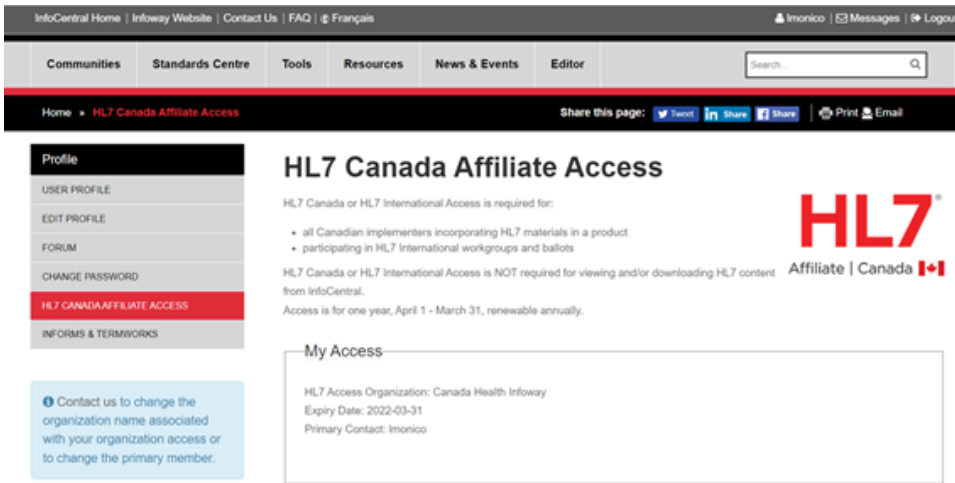 InfoCentral Home | Infoway Website | Contact Us | FAQ | Français
lmonico | Messages | Logou
Communities Standards Centre Tools Resources News & Events Editor
Search...
Home » HL7 Canada Affiliate Access
Share this page: Tweet in Share Share | Print Email
Profile
USER PROFILE
EDIT PROFILE
FORUM
CHANGE PASSWORD
HL7 CANADA AFFILIATE ACCESS
INFORMS & TERMWORKS
Contact us to change the
organization name associated
with your organization access or
to change the primary member.
HL7 Canada Affiliate Access
HL7 Canada or HL7 International Access is required for:
• all Canadian implementers incorporating HL7 materials in a product
• participating in HL7 International workgroups and ballots
HL7 Canada or HL7 International Access is NOT required for viewing and/or downloading HL7 content
from InfoCentral.
Access is for one year, April 1 - March 31, renewable annually.
HL7®
Affiliate | Canada
My Access
HL7 Access Organization: Canada Health Infoway
Expiry Date: 2022-03-31
Primary Contact: lmonico